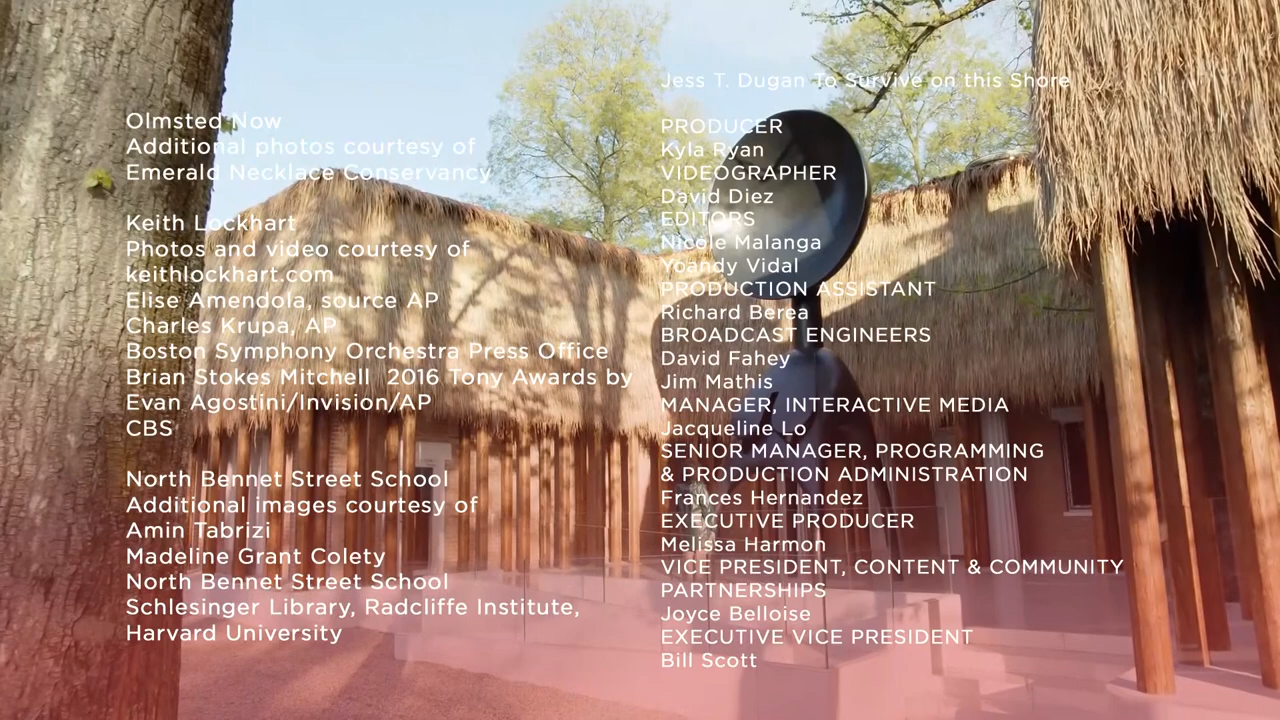 Olmsted Now
Additional photos courtesy of
Emerald Necklace Conservancy
Keith Lockhart
Photos and video courtesy of
keithlockhart.com
Elise Amendola, source AP
Charles Krupa, AP
Boston Symphony Orchestra Press Office
Brian Stokes Mitchell  2016 Tony Awards by
Evan Agostini/Invision/AP
CBS
North Bennet Street School
Additional images courtesy of
Amin Tabrizi
Madeline Grant Colety
North Bennet Street School
Schlesinger Library, Radcliffe Institute,
Harvard University
Jess T. Dugan To Survive on this Shore
PRODUCER
Kyla Ryan
VIDEOGRAPHER
David Diez
EDITORS
Nicole Malanga
Yoandy Vidal
PRODUCTION ASSISTANT
Richard Berea
BROADCAST ENGINEERS
David Fahey
Jim Mathis
MANAGER, INTERACTIVE MEDIA
Jacqueline Lo
SENIOR MANAGER, PROGRAMMING
& PRODUCTION ADMINISTRATION
Frances Hernandez
EXECUTIVE PRODUCER
Melissa Harmon
VICE PRESIDENT, CONTENT & COMMUNITY
PARTNERSHIPS
Joyce Belloise
EXECUTIVE VICE PRESIDENT
Bill Scott